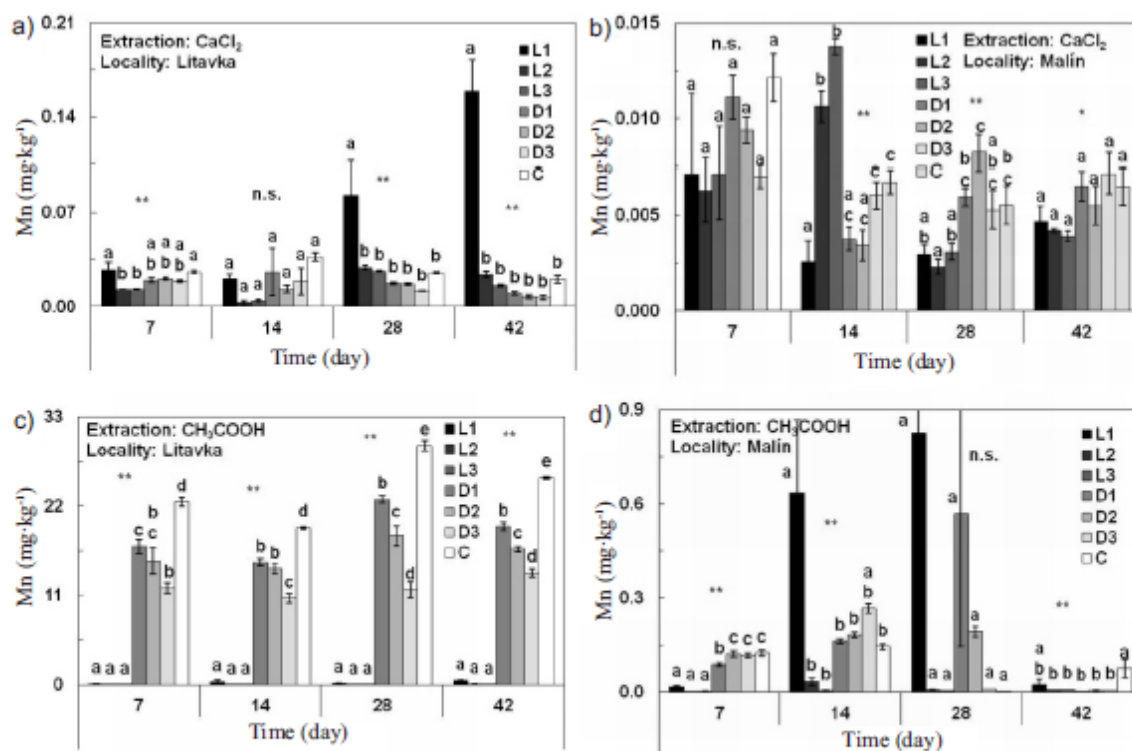 a)
Extraction: CaCl₂
Locality: Litavka
L1
L2
L3
D1
D2
D3
C
Mn (mg·kg⁻¹)
0.21
0.14
0.07
0.00
**
n.s.
**
**
a b b a b a b a b a
a a a a a a a
a b b b b b b
a b b b b b b
7 14 28 42
Time (day)
b)
Extraction: CaCl₂
Locality: Malín
L1
L2
L3
D1
D2
D3
C
Mn (mg·kg⁻¹)
0.015
0.010
0.005
0.000
n.s.
**
**
*
a a a a a a a
7 14 28 42
Time (day)
c)
Extraction: CH₃COOH
Locality: Litavka
L1
L2
L3
D1
D2
D3
C
Mn (mg·kg⁻¹)
33
22
11
0
**
**
**
**
a a a c b c b d
a a a b b c d
a a a b c d e
a a a b c d e
7 14 28 42
Time (day)
d)
Extraction: CH₃COOH
Locality: Malín
L1
L2
L3
D1
D2
D3
C
Mn (mg·kg⁻¹)
0.9
0.6
0.3
0.0
**
**
n.s.
**
a a a b c c c
a b b b b a b b
a a a a a a a
a b b b b b b a
7 14 28 42
Time (day)